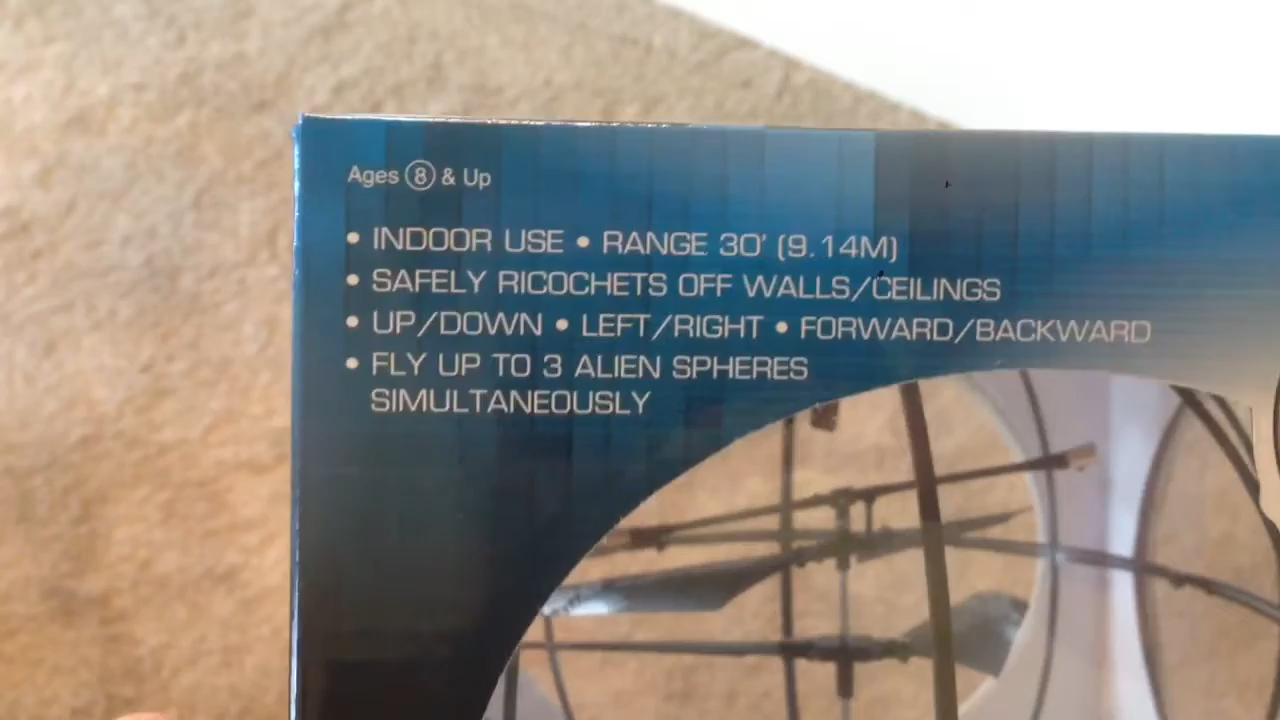 Ages 8 & Up
• INDOOR USE • RANGE 30' (9.14M)
• SAFELY RICOCHETS OFF WALLS/CEILINGS
• UP/DOWN • LEFT/RIGHT • FORWARD/BACKWARD
• FLY UP TO 3 ALIEN SPHERES
SIMULTANEOUSLY